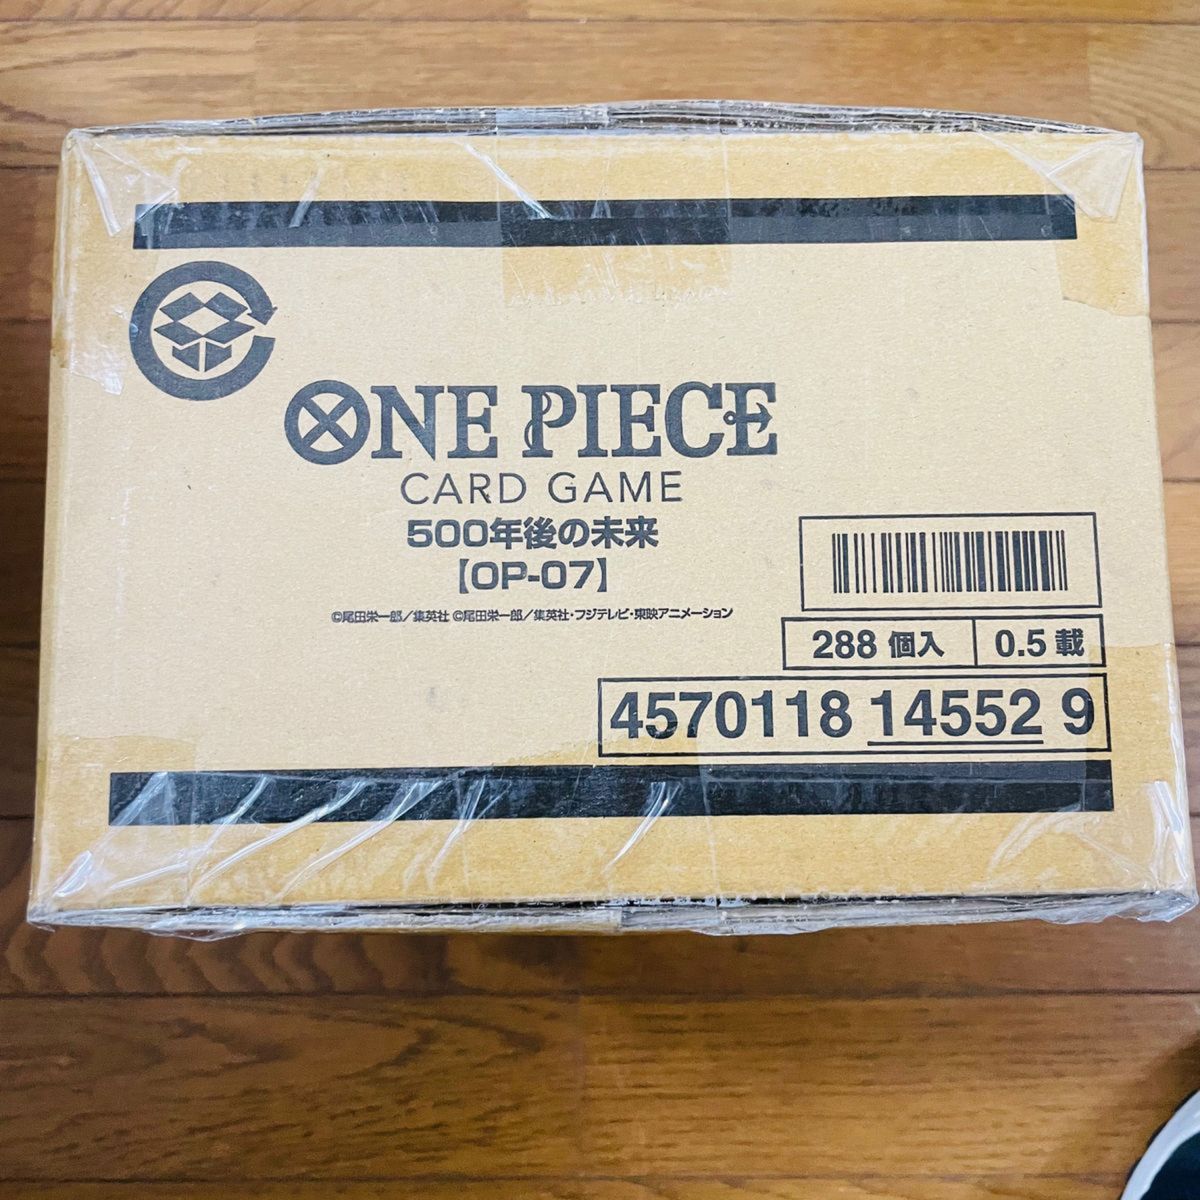 ONE PIECE
CARD GAME
500年後の未来
【OP-07】
©尾田栄一郎／集英社 ©尾田栄一郎／集英社・フジテレビ・東映アニメーション
288 個入
0.5 載
4570118 14552 9